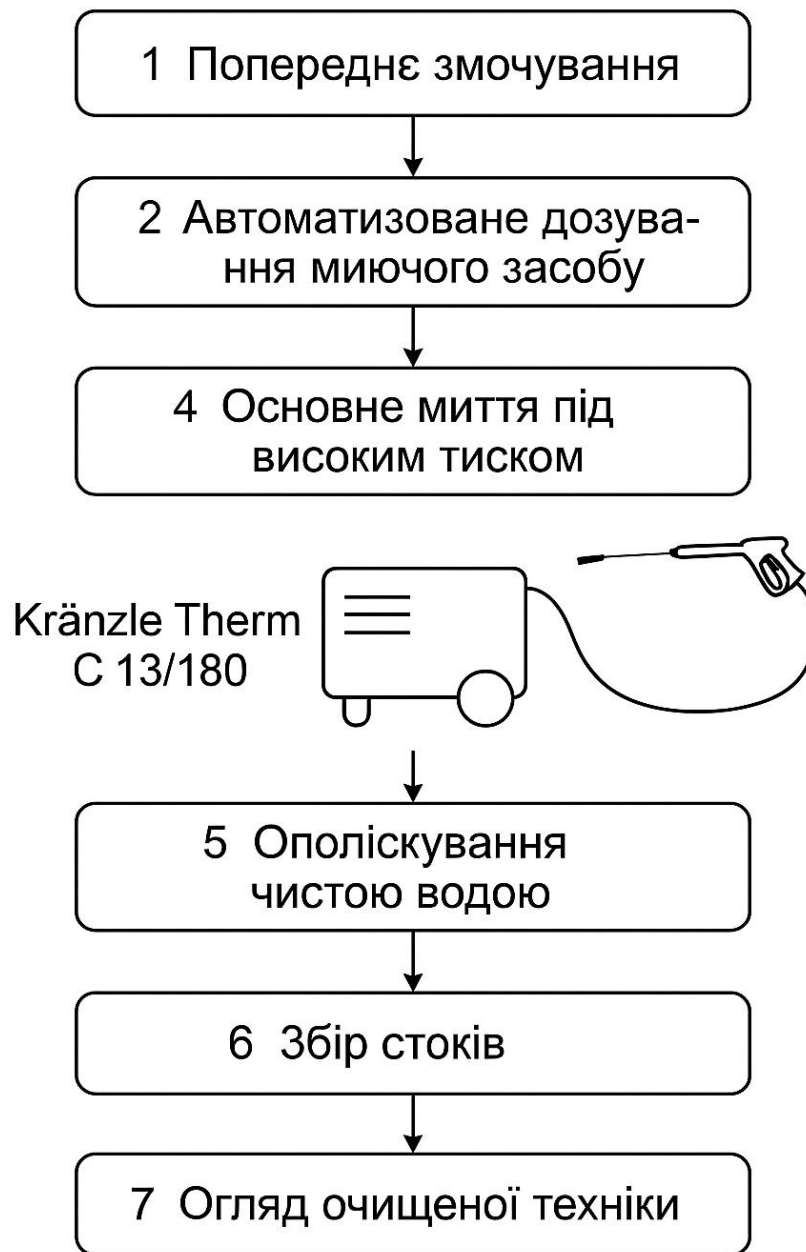 1 Попереднє змочування
2 Автоматизоване дозува-
ння миючого засобу
4 Основне миття під
високим тиском
Kränzle Therm
C 13/180
5 Ополіскування
чистою водою
6 Збір стоків
7 Огляд очищеної техніки